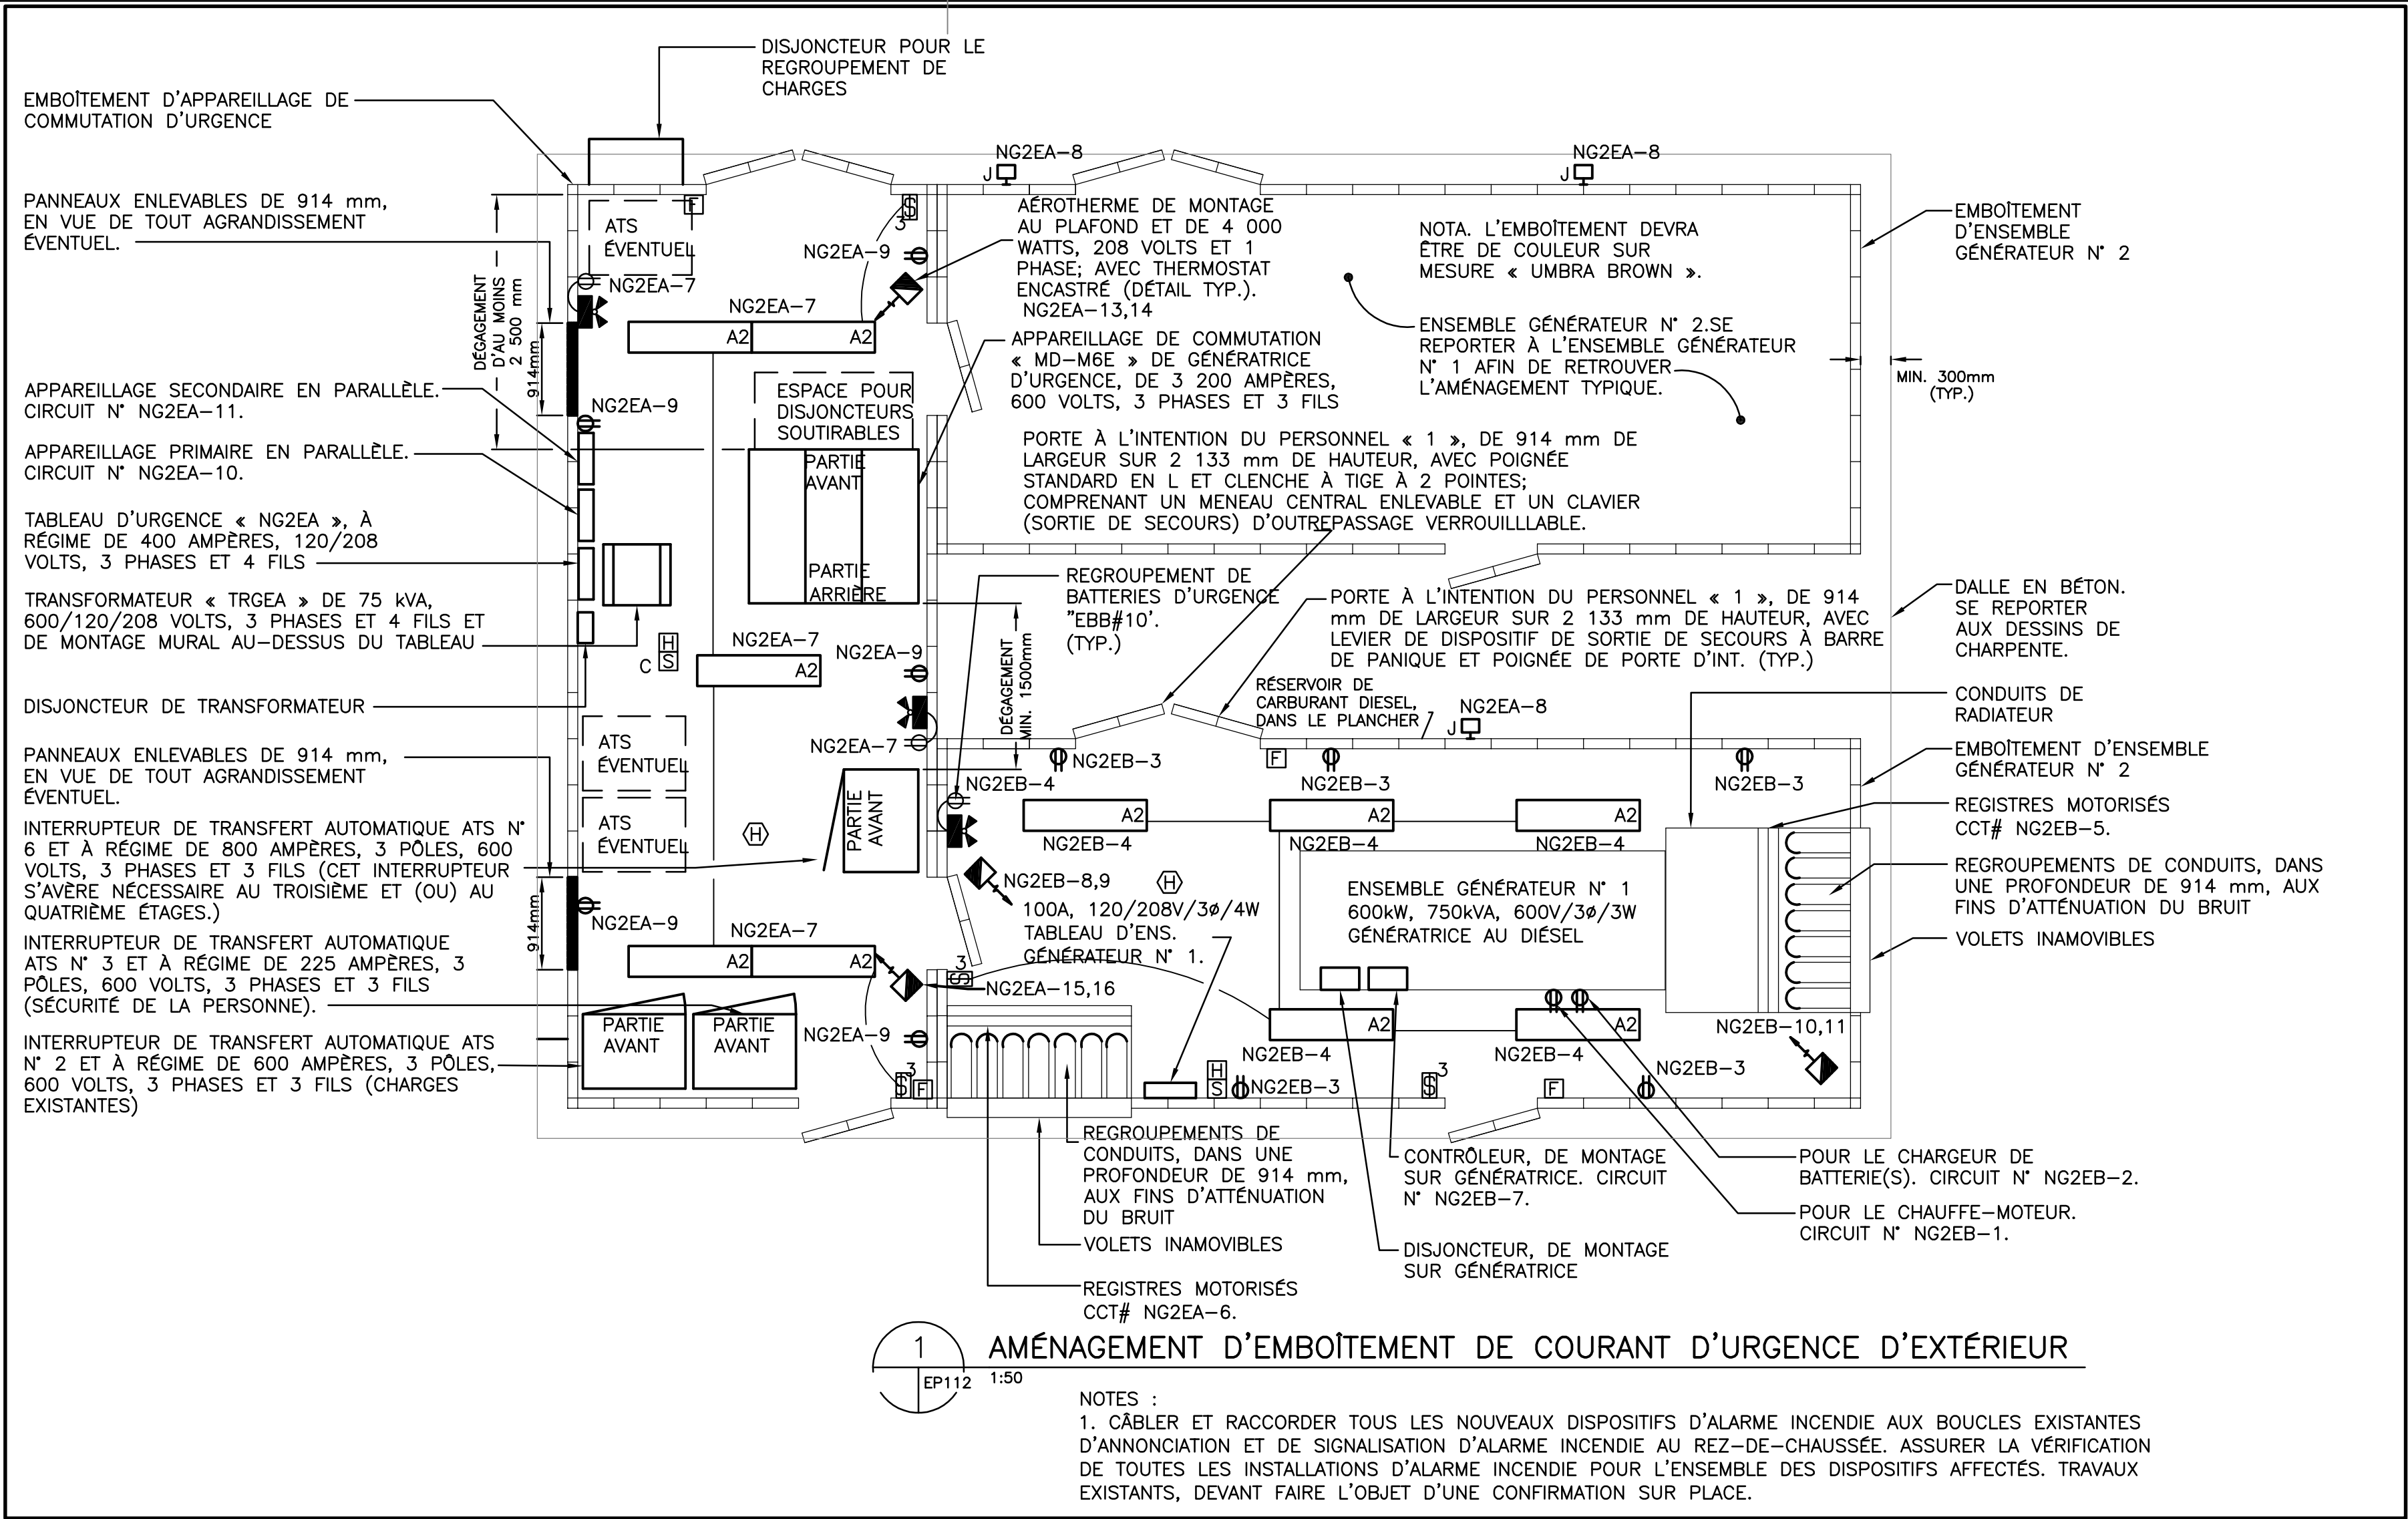 DISJONCTEUR POUR LE
REGROUPEMENT DE
CHARGES
EMBOÎTEMENT D'APPAREILLAGE DE
COMMUTATION D'URGENCE
PANNEAUX ENLEVABLES DE 914 mm,
EN VUE DE TOUT AGRANDISSEMENT
ÉVENTUEL.
APPAREILLAGE SECONDAIRE EN PARALLÈLE.
CIRCUIT N° NG2EA-11.
APPAREILLAGE PRIMAIRE EN PARALLÈLE.
CIRCUIT N° NG2EA-10.
TABLEAU D'URGENCE « NG2EA », À
RÉGIME DE 400 AMPÈRES, 120/208
VOLTS, 3 PHASES ET 4 FILS
TRANSFORMATEUR « TRGEA » DE 75 kVA,
600/120/208 VOLTS, 3 PHASES ET 4 FILS ET
DE MONTAGE MURAL AU-DESSUS DU TABLEAU
DISJONCTEUR DE TRANSFORMATEUR
PANNEAUX ENLEVABLES DE 914 mm,
EN VUE DE TOUT AGRANDISSEMENT
ÉVENTUEL.
INTERRUPTEUR DE TRANSFERT AUTOMATIQUE ATS N°
6 ET À RÉGIME DE 800 AMPÈRES, 3 PÔLES, 600
VOLTS, 3 PHASES ET 3 FILS (CET INTERRUPTEUR
S'AVÈRE NÉCESSAIRE AU TROISIÈME ET (OU) AU
QUATRIÈME ÉTAGES.)
INTERRUPTEUR DE TRANSFERT AUTOMATIQUE
ATS N° 3 ET À RÉGIME DE 225 AMPÈRES, 3
PÔLES, 600 VOLTS, 3 PHASES ET 3 FILS
(SÉCURITÉ DE LA PERSONNE).
INTERRUPTEUR DE TRANSFERT AUTOMATIQUE ATS
N° 2 ET À RÉGIME DE 600 AMPÈRES, 3 PÔLES,
600 VOLTS, 3 PHASES ET 3 FILS (CHARGES
EXISTANTES)
DÉGAGEMENT
D'AU MOINS
2 500 mm
914mm
914mm
ATS
ÉVENTUEL
F
S
3
NG2EA-9
NG2EA-7
NG2EA-7
A2
A2
NG2EA-9
ESPACE POUR
DISJONCTEURS
SOUTIRABLES
PARTIE
AVANT
PARTIE
ARRIÈRE
H
S
C
NG2EA-7
A2
NG2EA-9
NG2EA-7
DÉGAGEMENT
MIN. 1500mm
ATS
ÉVENTUEL
ATS
ÉVENTUEL
H
PARTIE
AVANT
NG2EA-9
NG2EA-7
A2
A2
PARTIE
AVANT
PARTIE
AVANT
NG2EA-9
3
S
F
NG2EA-15,16
3
S
NG2EA-8
J
NG2EA-8
J
AÉROTHERME DE MONTAGE
AU PLAFOND ET DE 4 000
WATTS, 208 VOLTS ET 1
PHASE; AVEC THERMOSTAT
ENCASTRÉ (DÉTAIL TYP.).
NG2EA-13,14
APPAREILLAGE DE COMMUTATION
« MD-M6E » DE GÉNÉRATRICE
D'URGENCE, DE 3 200 AMPÈRES,
600 VOLTS, 3 PHASES ET 3 FILS
NOTA. L'EMBOÎTEMENT DEVRA
ÊTRE DE COULEUR SUR
MESURE « UMBRA BROWN ».
ENSEMBLE GÉNÉRATEUR N° 2.SE
REPORTER À L'ENSEMBLE GÉNÉRATEUR
N° 1 AFIN DE RETROUVER
L'AMÉNAGEMENT TYPIQUE.
PORTE À L'INTENTION DU PERSONNEL « 1 », DE 914 mm DE
LARGEUR SUR 2 133 mm DE HAUTEUR, AVEC POIGNÉE
STANDARD EN L ET CLENCHE À TIGE À 2 POINTES;
COMPRENANT UN MENEAU CENTRAL ENLEVABLE ET UN CLAVIER
(SORTIE DE SECOURS) D'OUTREPASSAGE VERROUILLLABLE.
REGROUPEMENT DE
BATTERIES D'URGENCE
"EBB#10'.
(TYP.)
PORTE À L'INTENTION DU PERSONNEL « 1 », DE 914
mm DE LARGEUR SUR 2 133 mm DE HAUTEUR, AVEC
LEVIER DE DISPOSITIF DE SORTIE DE SECOURS À BARRE
DE PANIQUE ET POIGNÉE DE PORTE D'INT. (TYP.)
RÉSERVOIR DE
CARBURANT DIESEL,
DANS LE PLANCHER
NG2EA-8
J
EMBOÎTEMENT
D'ENSEMBLE
GÉNÉRATEUR N° 2
MIN. 300mm
(TYP.)
DALLE EN BÉTON.
SE REPORTER
AUX DESSINS DE
CHARPENTE.
CONDUITS DE
RADIATEUR
EMBOÎTEMENT D'ENSEMBLE
GÉNÉRATEUR N° 2
REGISTRES MOTORISÉS
CCT# NG2EB-5.
REGROUPEMENTS DE CONDUITS, DANS
UNE PROFONDEUR DE 914 mm, AUX
FINS D'ATTÉNUATION DU BRUIT
VOLETS INAMOVIBLES
NG2EB-3
F
NG2EB-3
NG2EB-3
NG2EB-4
A2
NG2EB-4
A2
NG2EB-4
A2
NG2EB-4
NG2EB-8,9
H
100A, 120/208V/3ø/4W
TABLEAU D'ENS.
GÉNÉRATEUR N° 1.
ENSEMBLE GÉNÉRATEUR N° 1
600kW, 750kVA, 600V/3ø/3W
GÉNÉRATRICE AU DIÉSEL
A2
NG2EB-4
A2
NG2EB-4
NG2EB-10,11
H
S
NG2EB-3
S
3
F
NG2EB-3
REGROUPEMENTS DE
CONDUITS, DANS UNE
PROFONDEUR DE 914 mm,
AUX FINS D'ATTÉNUATION
DU BRUIT
VOLETS INAMOVIBLES
REGISTRES MOTORISÉS
CCT# NG2EA-6.
CONTRÔLEUR, DE MONTAGE
SUR GÉNÉRATRICE. CIRCUIT
N° NG2EB-7.
DISJONCTEUR, DE MONTAGE
SUR GÉNÉRATRICE
POUR LE CHARGEUR DE
BATTERIE(S). CIRCUIT N° NG2EB-2.
POUR LE CHAUFFE-MOTEUR.
CIRCUIT N° NG2EB-1.
1
EP112
AMÉNAGEMENT D'EMBOÎTEMENT DE COURANT D'URGENCE D'EXTÉRIEUR
1:50
NOTES :
1. CÂBLER ET RACCORDER TOUS LES NOUVEAUX DISPOSITIFS D'ALARME INCENDIE AUX BOUCLES EXISTANTES
D'ANNONCIATION ET DE SIGNALISATION D'ALARME INCENDIE AU REZ-DE-CHAUSSÉE. ASSURER LA VÉRIFICATION
DE TOUTES LES INSTALLATIONS D'ALARME INCENDIE POUR L'ENSEMBLE DES DISPOSITIFS AFFECTÉS. TRAVAUX
EXISTANTS, DEVANT FAIRE L'OBJET D'UNE CONFIRMATION SUR PLACE.